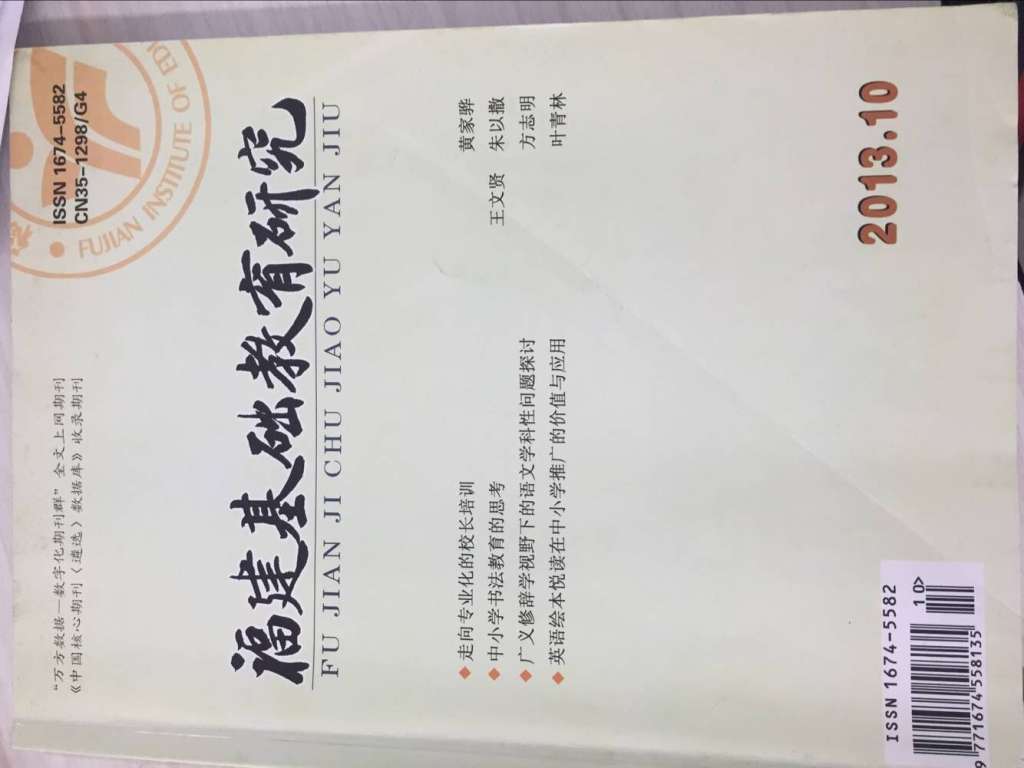 "万方数据—数字化期刊群"全文上网期刊
《中国核心期刊〈遴选〉数据库》收录期刊
ISSN 1674-5582
CN35-1298/G4
FUJIAN INSTITUTE OF EDU
福建基础教育研究
FU JIAN JI CHU JIAO YU YAN JIU
走向专业化的校长培训 黄家骅
中小学书法教育的思考 王文贤 朱以撒
广义修辞学视野下的语文学科性问题探讨 方志明
英语绘本悦读在中小学推广的价值与应用 叶青林
2013.10
ISSN 1674-5582
10>
9 771674 558135